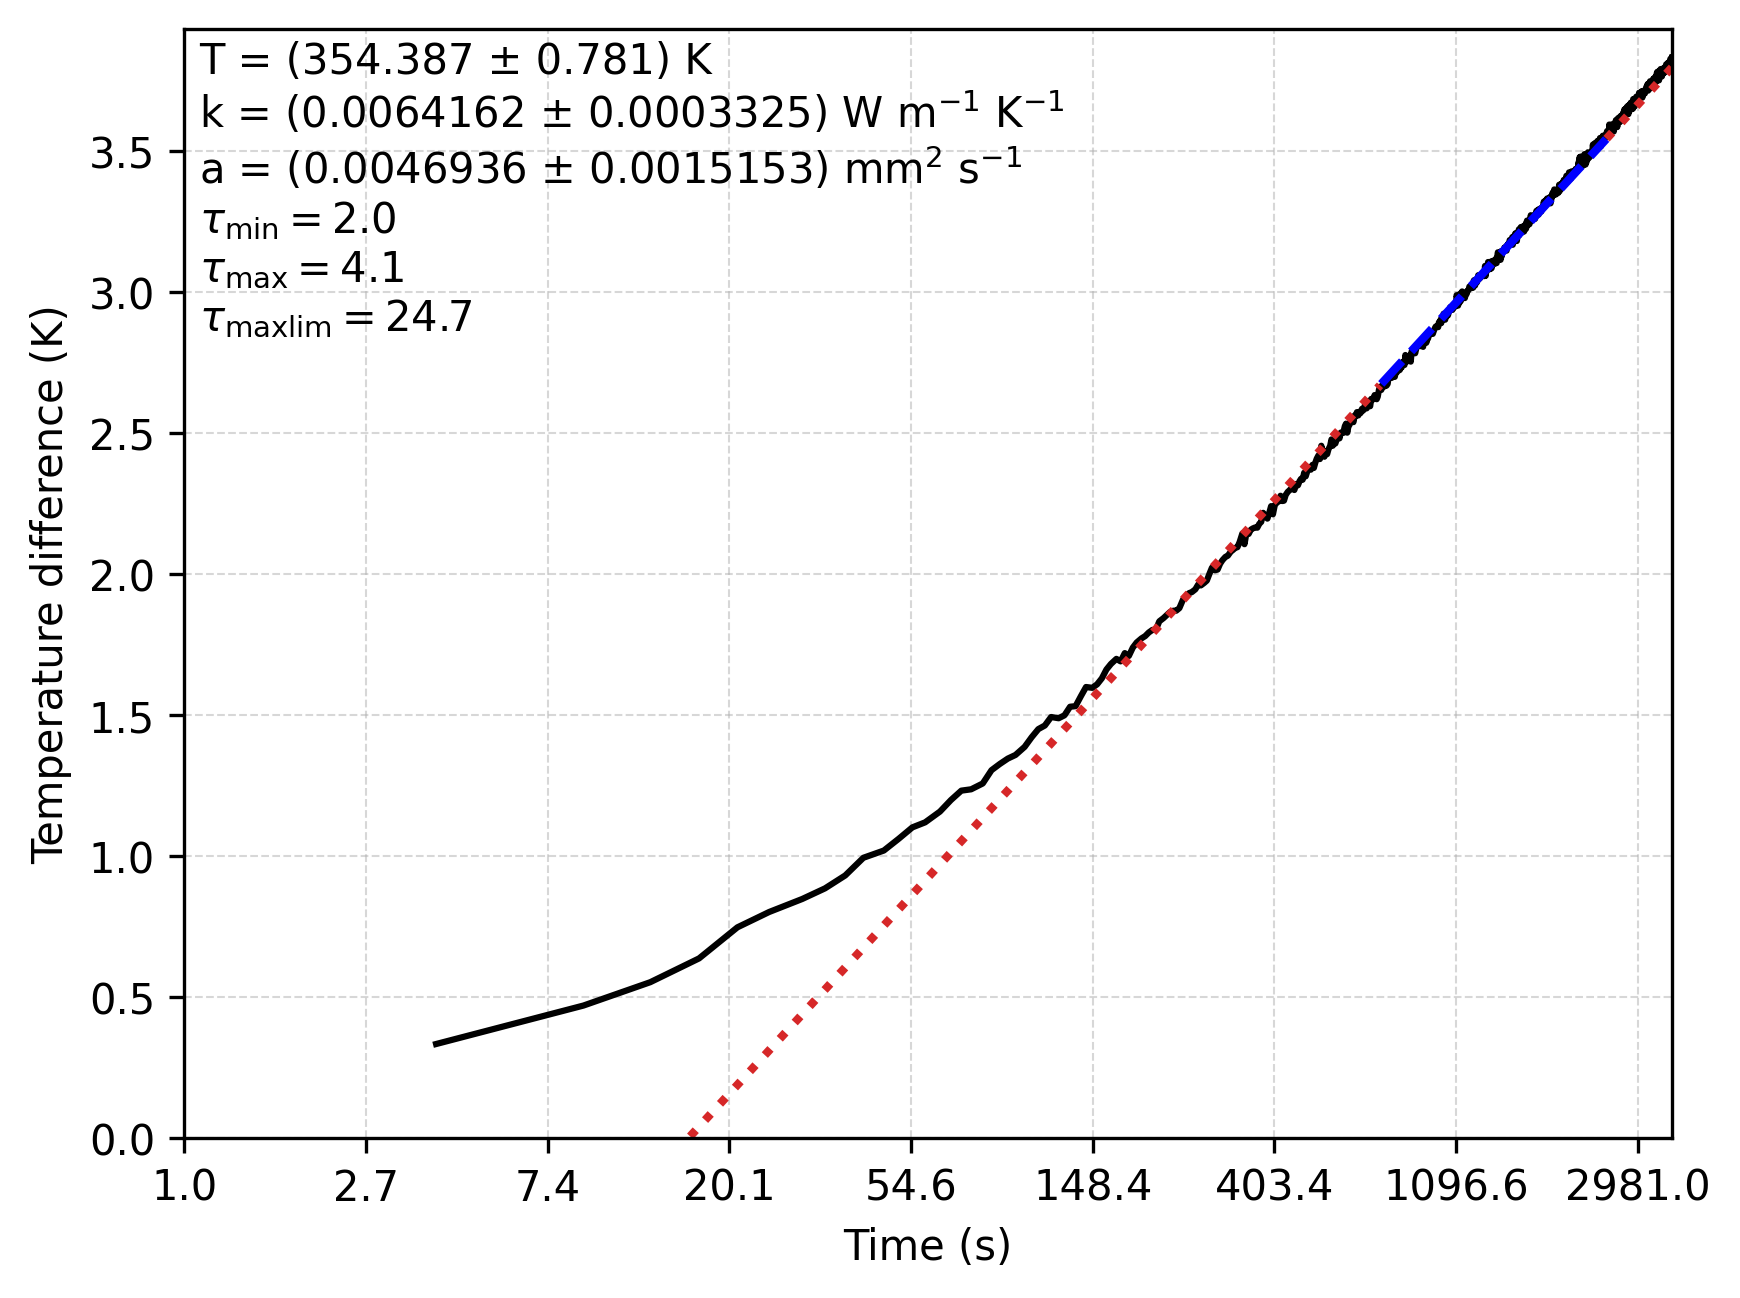 T = (354.387 ± 0.781) K
k = (0.0064162 ± 0.0003325) W m⁻¹ K⁻¹
a = (0.0046936 ± 0.0015153) mm² s⁻¹
τmin = 2.0
τmax = 4.1
τmaxlim = 24.7
Temperature difference (K)
3.5
3.0
2.5
2.0
1.5
1.0
0.5
0.0
1.0 2.7 7.4 20.1 54.6 148.4 403.4 1096.6 2981.0
Time (s)